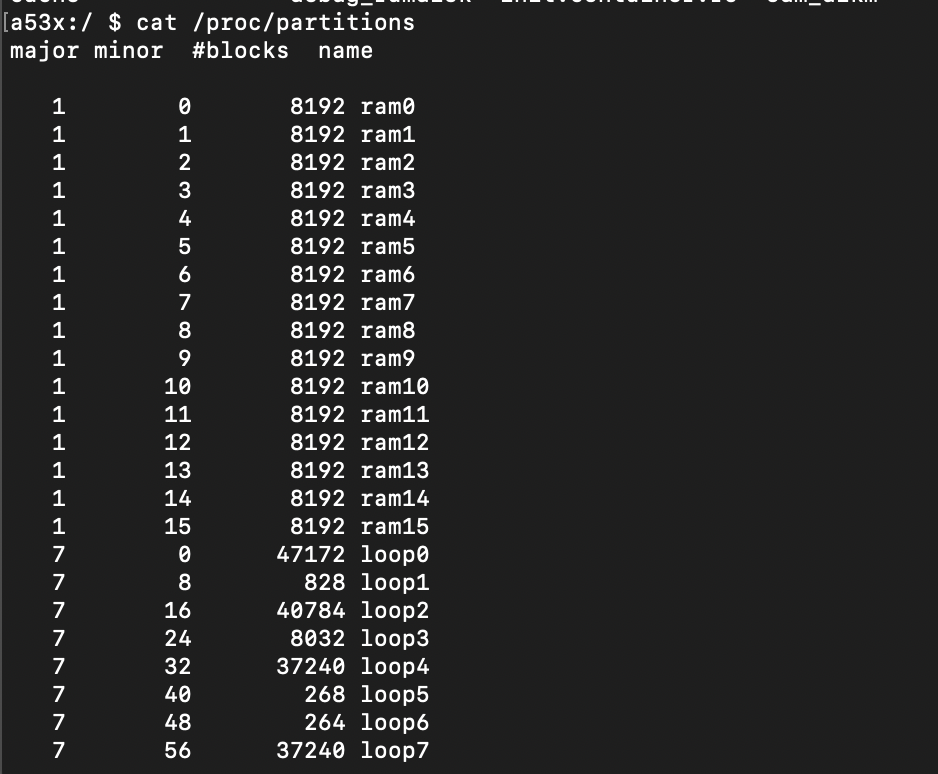 [a53x:/ $ cat /proc/partitions
major minor  #blocks  name
   1        0       8192 ram0
   1        1       8192 ram1
   1        2       8192 ram2
   1        3       8192 ram3
   1        4       8192 ram4
   1        5       8192 ram5
   1        6       8192 ram6
   1        7       8192 ram7
   1        8       8192 ram8
   1        9       8192 ram9
   1       10       8192 ram10
   1       11       8192 ram11
   1       12       8192 ram12
   1       13       8192 ram13
   1       14       8192 ram14
   1       15       8192 ram15
   7        0      47172 loop0
   7        8        828 loop1
   7       16      40784 loop2
   7       24       8032 loop3
   7       32      37240 loop4
   7       40        268 loop5
   7       48        264 loop6
   7       56      37240 loop7